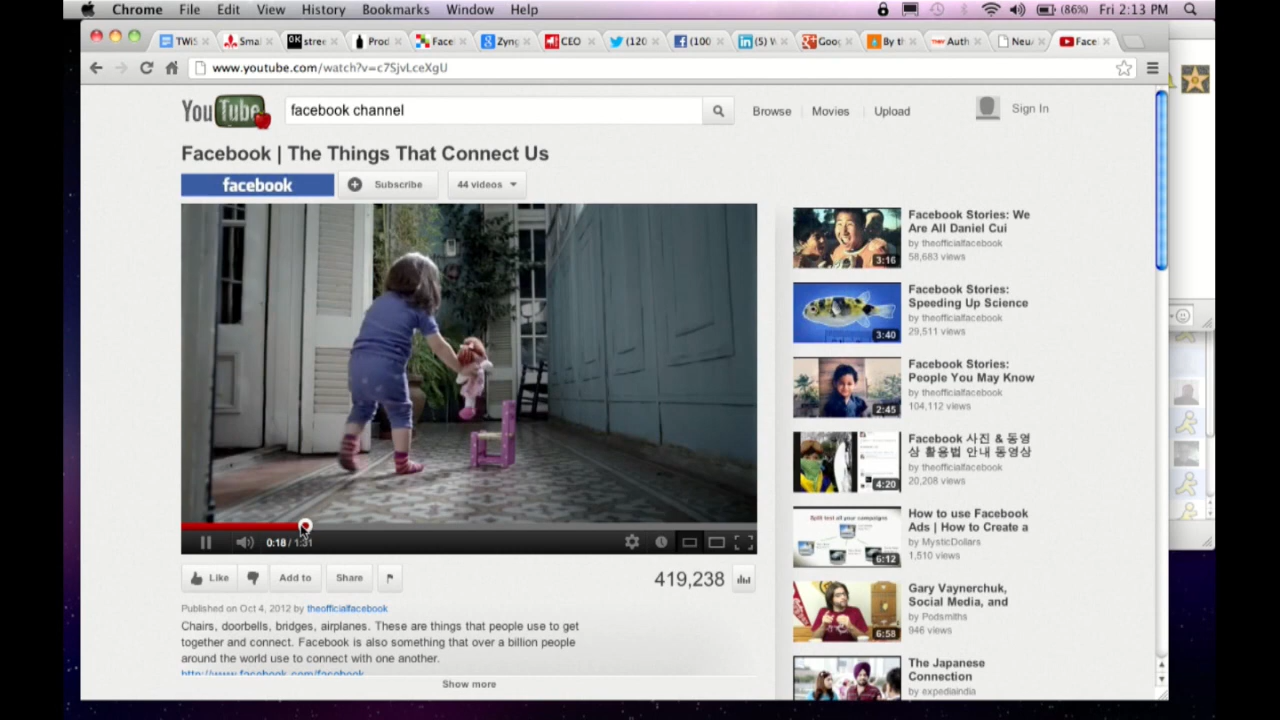 Chrome File Edit View History Bookmarks Window Help (86%) Fri 2:13 PM
TWiS Smal stree Prod Face Zyng CEO (120 (100 (5) Goog By th Auth Neu Face
www.youtube.com/watch?v=c7SjvLceXgU
YouTube facebook channel Browse Movies Upload Sign In
Facebook | The Things That Connect Us
facebook Subscribe 44 videos
0:18 / 1:31
Like Add to Share 419,238
Published on Oct 4, 2012 by theofficialfacebook
Chairs, doorbells, bridges, airplanes. These are things that people use to get
together and connect. Facebook is also something that over a billion people
around the world use to connect with one another.
http://www.facebook.com/facebook
Show more
Facebook Stories: We
Are All Daniel Cui
by theofficialfacebook
58,683 views
3:16
Facebook Stories:
Speeding Up Science
by theofficialfacebook
29,511 views
3:40
Facebook Stories:
People You May Know
by theofficialfacebook
104,112 views
2:45
Facebook 사진 & 동영
상 활용법 안내 동영상
by theofficialfacebook
20,208 views
4:20
How to use Facebook
Ads | How to Create a
by MysticDollars
1,510 views
6:12
Gary Vaynerchuk,
Social Media, and
by Podsmiths
946 views
6:58
The Japanese
Connection
by expediaindia